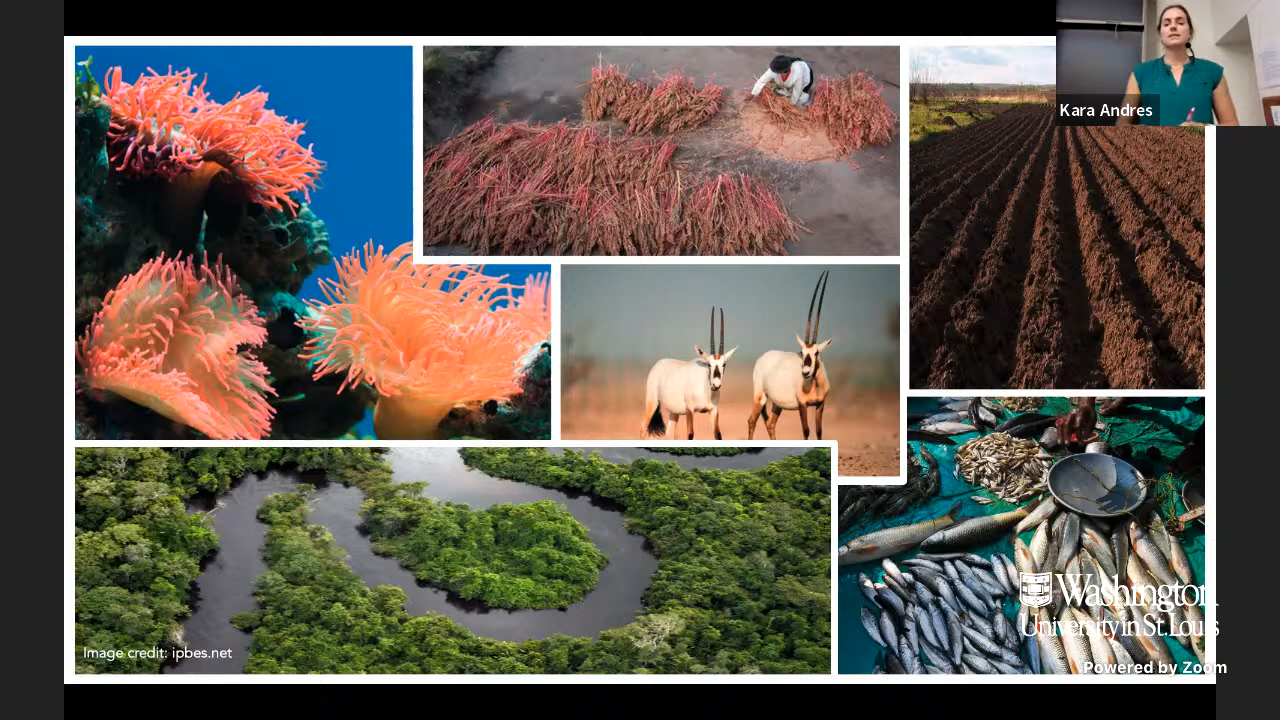 Kara Andres
Image credit: ipbes.net
Washington
University in St. Louis
Powered by Zoom